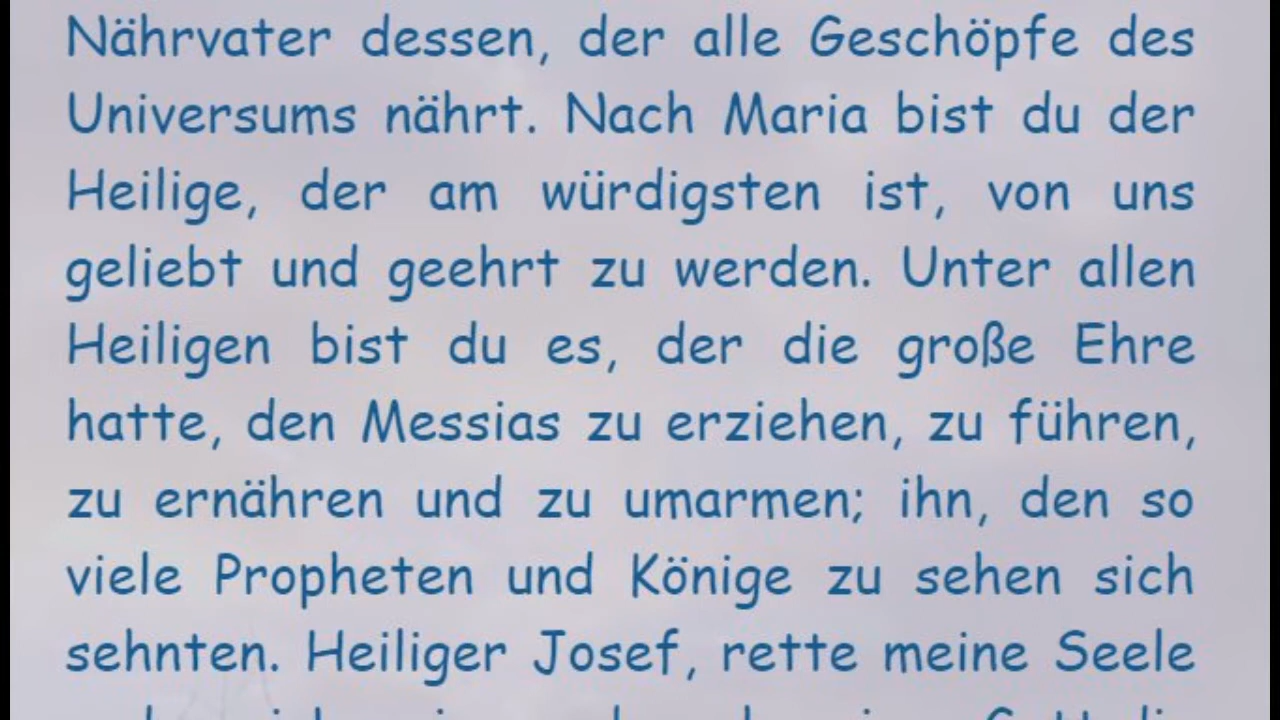 Nährvater dessen, der alle Geschöpfe des
Universums nährt. Nach Maria bist du der
Heilige, der am würdigsten ist, von uns
geliebt und geehrt zu werden. Unter allen
Heiligen bist du es, der die große Ehre
hatte, den Messias zu erziehen, zu führen,
zu ernähren und zu umarmen; ihn, den so
viele Propheten und Könige zu sehen sich
sehnten. Heiliger Josef, rette meine Seele